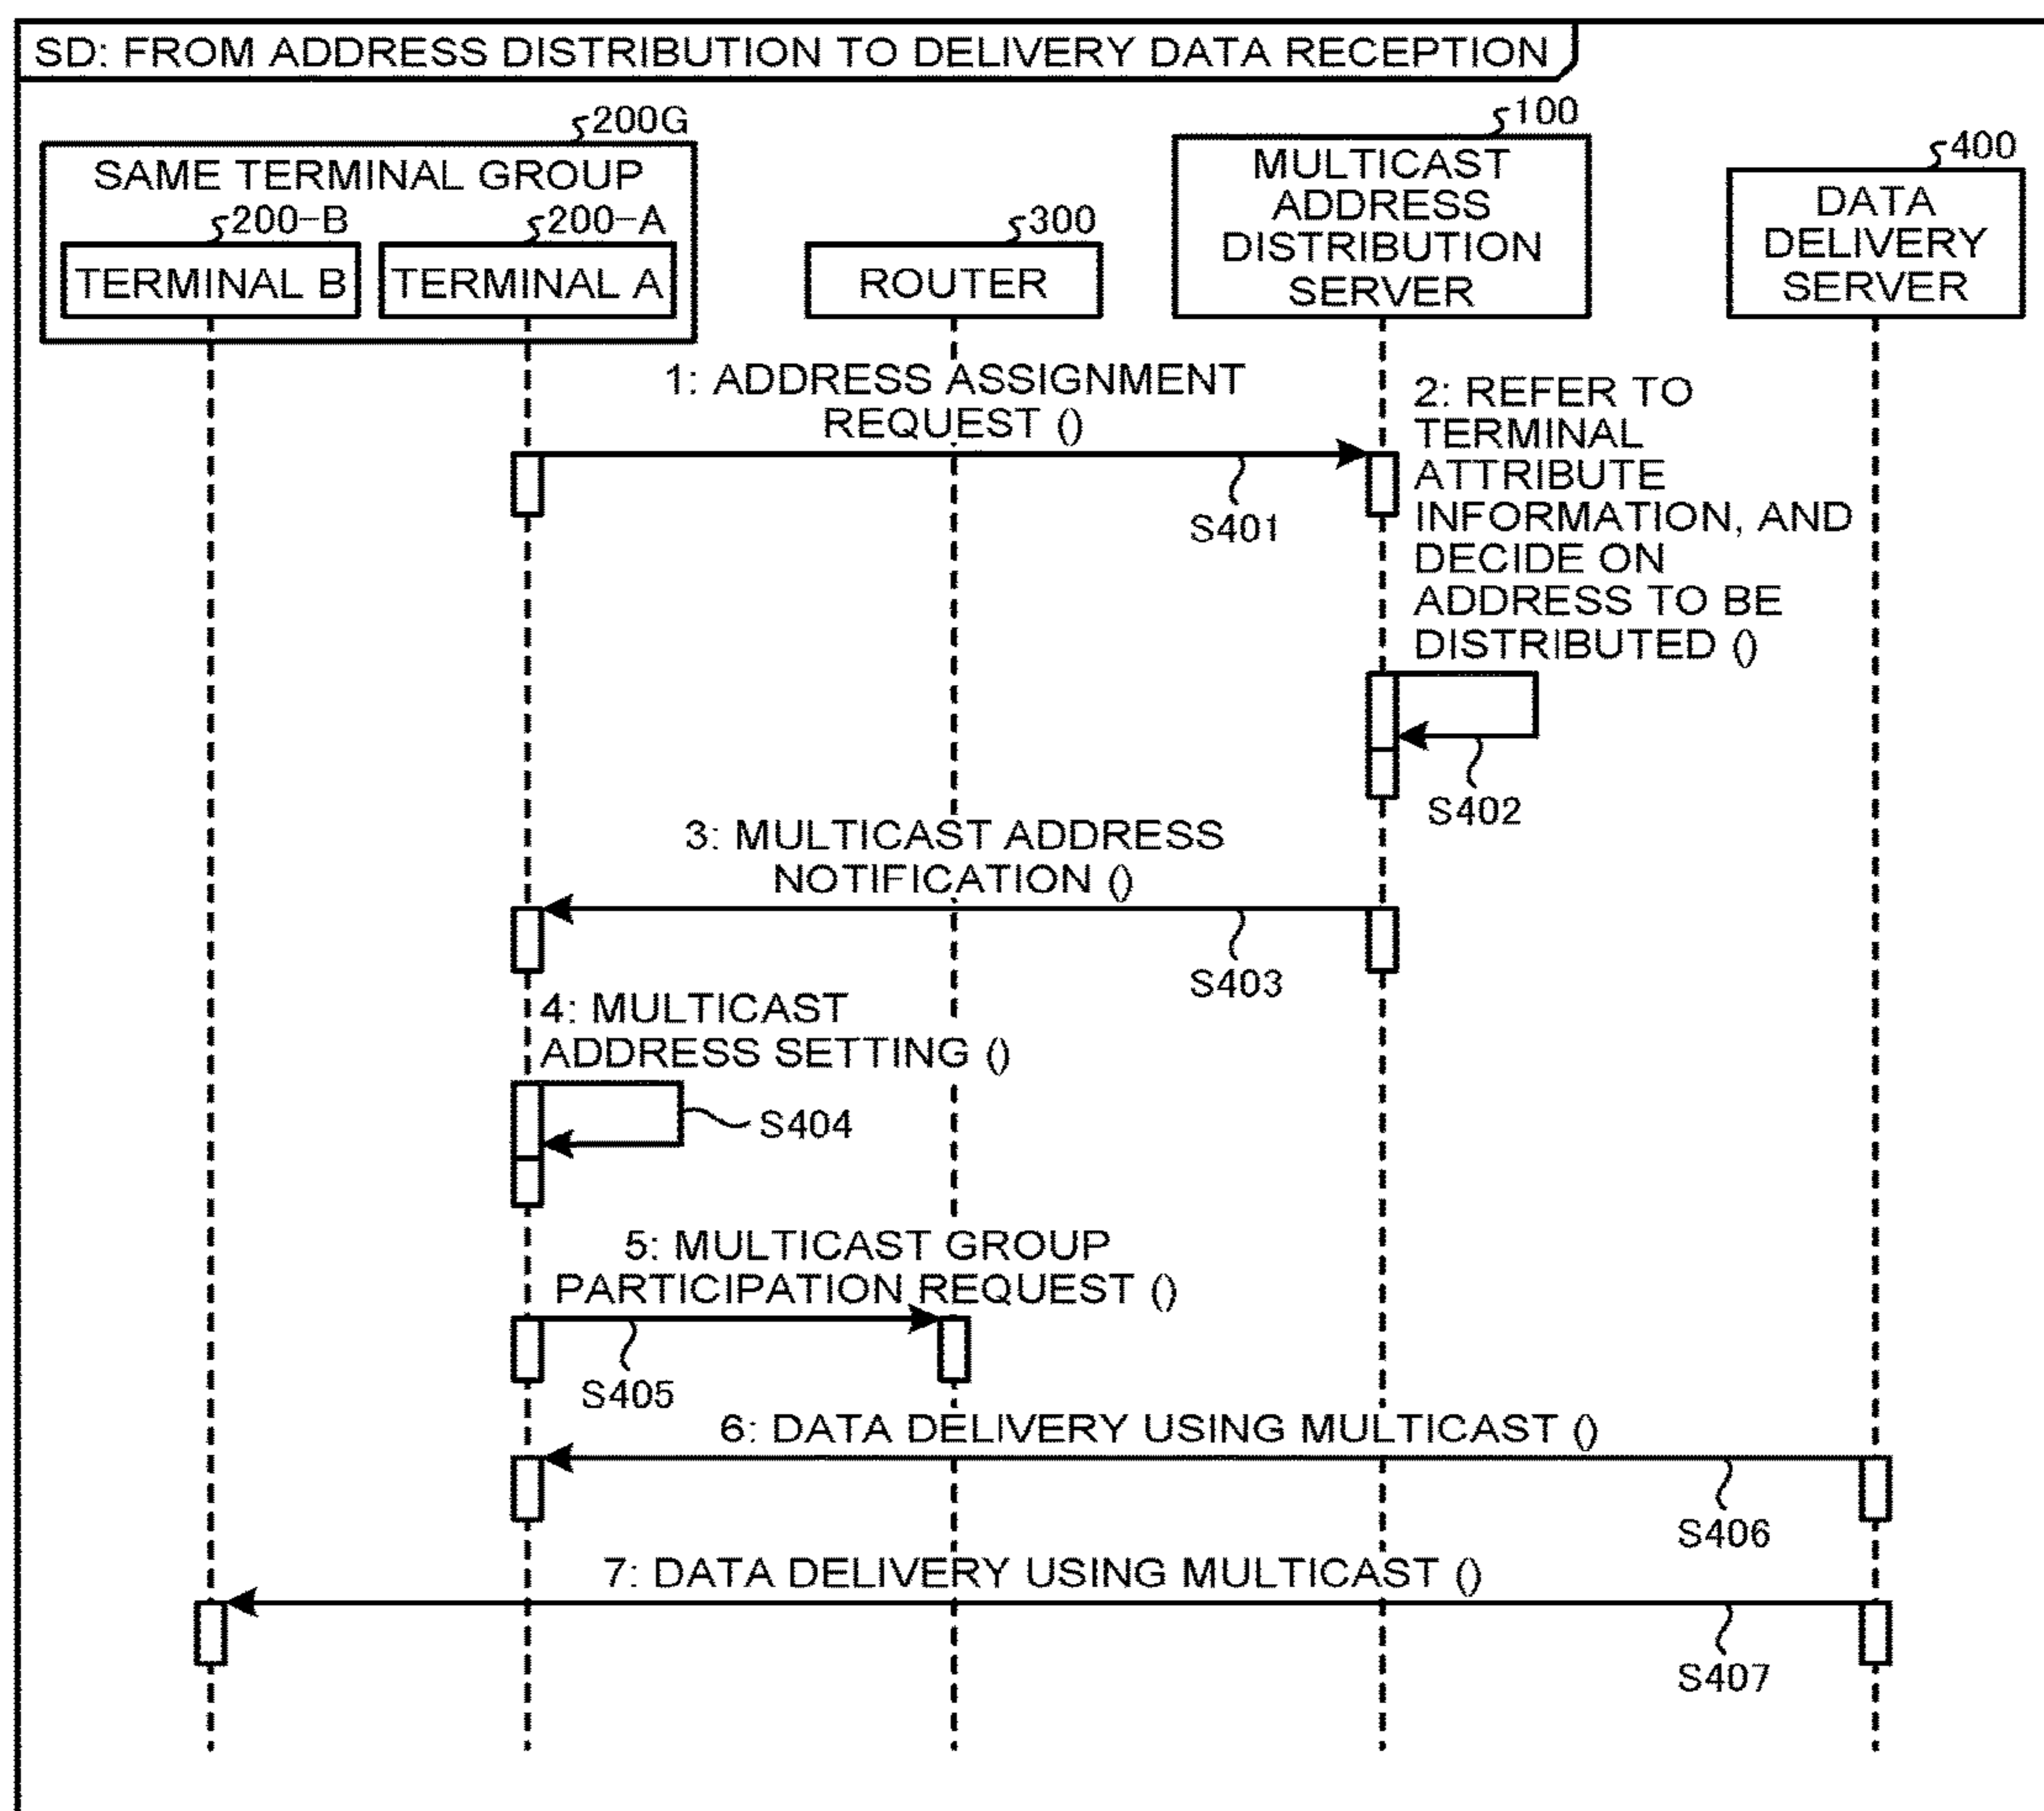 SD: FROM ADDRESS DISTRIBUTION TO DELIVERY DATA RECEPTION
200G
SAME TERMINAL GROUP
200-B
TERMINAL B
200-A
TERMINAL A
300
ROUTER
100
MULTICAST
ADDRESS
DISTRIBUTION
SERVER
400
DATA
DELIVERY
SERVER
1: ADDRESS ASSIGNMENT
REQUEST ()
S401
2: REFER TO
TERMINAL
ATTRIBUTE
INFORMATION, AND
DECIDE ON
ADDRESS TO BE
DISTRIBUTED ()
S402
3: MULTICAST ADDRESS
NOTIFICATION ()
S403
4: MULTICAST
ADDRESS SETTING ()
S404
5: MULTICAST GROUP
PARTICIPATION REQUEST ()
S405
6: DATA DELIVERY USING MULTICAST ()
S406
7: DATA DELIVERY USING MULTICAST ()
S407